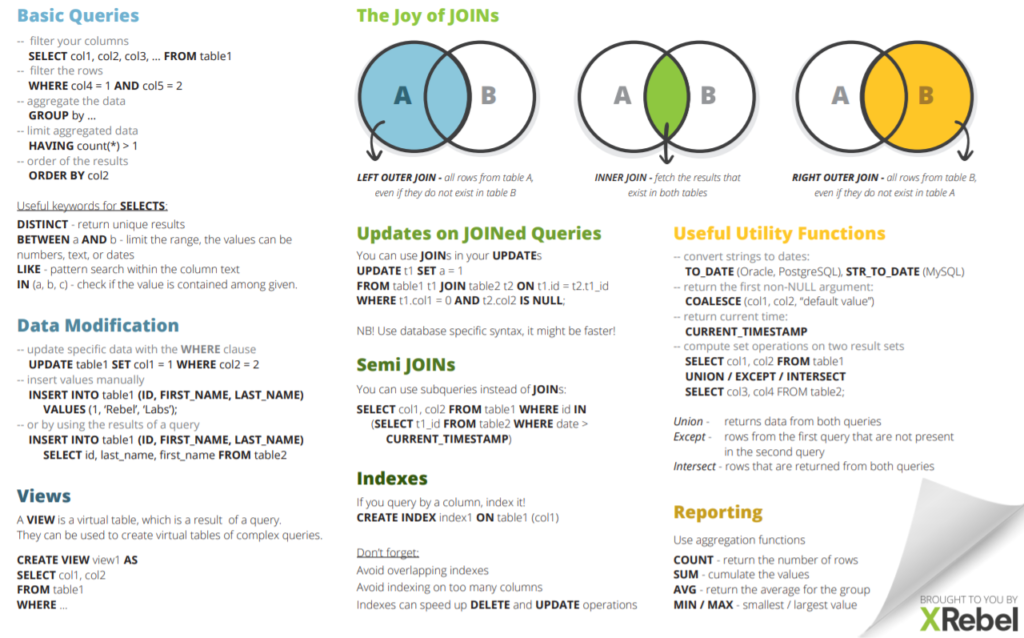 Basic Queries
-- filter your columns
SELECT col1, col2, col3, ... FROM table1
-- filter the rows
WHERE col4 = 1 AND col5 = 2
-- aggregate the data
GROUP by ...
-- limit aggregated data
HAVING count(*) > 1
-- order of the results
ORDER BY col2
Useful keywords for SELECTS:
DISTINCT - return unique results
BETWEEN a AND b - limit the range, the values can be
numbers, text, or dates
LIKE - pattern search within the column text
IN (a, b, c) - check if the value is contained among given.
Data Modification
-- update specific data with the WHERE clause
UPDATE table1 SET col1 = 1 WHERE col2 = 2
-- insert values manually
INSERT INTO table1 (ID, FIRST_NAME, LAST_NAME)
VALUES (1, ‘Rebel’, ‘Labs’);
-- or by using the results of a query
INSERT INTO table1 (ID, FIRST_NAME, LAST_NAME)
SELECT id, last_name, first_name FROM table2
Views
A VIEW is a virtual table, which is a result of a query.
They can be used to create virtual tables of complex queries.
CREATE VIEW view1 AS
SELECT col1, col2
FROM table1
WHERE ...
The Joy of JOINs
A B
A B
A B
LEFT OUTER JOIN - all rows from table A,
even if they do not exist in table B
INNER JOIN - fetch the results that
exist in both tables
RIGHT OUTER JOIN - all rows from table B,
even if they do not exist in table A
Updates on JOINed Queries
You can use JOINs in your UPDATEs
UPDATE t1 SET a = 1
FROM table1 t1 JOIN table2 t2 ON t1.id = t2.t1_id
WHERE t1.col1 = 0 AND t2.col2 IS NULL;
NB! Use database specific syntax, it might be faster!
Semi JOINs
You can use subqueries instead of JOINs:
SELECT col1, col2 FROM table1 WHERE id IN
(SELECT t1_id FROM table2 WHERE date >
CURRENT_TIMESTAMP)
Indexes
If you query by a column, index it!
CREATE INDEX index1 ON table1 (col1)
Don’t forget:
Avoid overlapping indexes
Avoid indexing on too many columns
Indexes can speed up DELETE and UPDATE operations
Useful Utility Functions
-- convert strings to dates:
TO_DATE (Oracle, PostgreSQL), STR_TO_DATE (MySQL)
-- return the first non-NULL argument:
COALESCE (col1, col2, “default value”)
-- return current time:
CURRENT_TIMESTAMP
-- compute set operations on two result sets
SELECT col1, col2 FROM table1
UNION / EXCEPT / INTERSECT
SELECT col3, col4 FROM table2;
Union - returns data from both queries
Except - rows from the first query that are not present
in the second query
Intersect - rows that are returned from both queries
Reporting
Use aggregation functions
COUNT - return the number of rows
SUM - cumulate the values
AVG - return the average for the group
MIN / MAX - smallest / largest value
BROUGHT TO YOU BY
XRebel